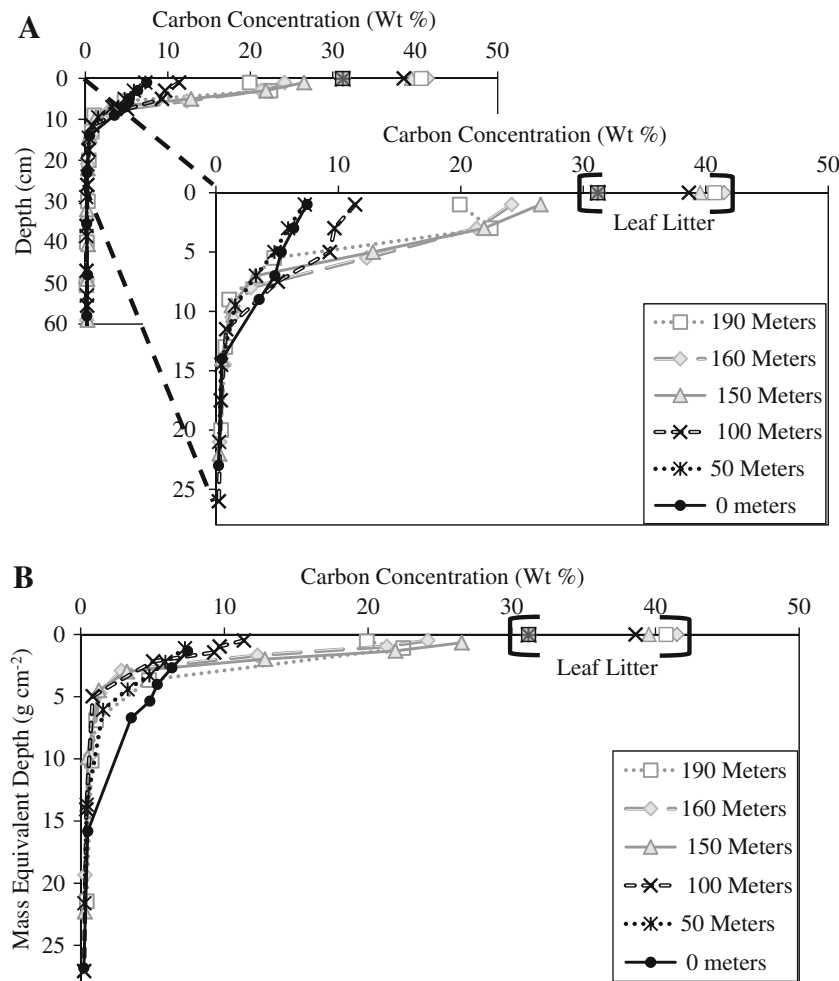 A
Carbon Concentration (Wt %)
0 10 20 30 40 50
0
10
20
30
40
50
60
Depth (cm)
Carbon Concentration (Wt %)
0 10 20 30 40 50
0
5
10
15
20
25
Leaf Litter
190 Meters
160 Meters
150 Meters
100 Meters
50 Meters
0 meters
B
Carbon Concentration (Wt %)
0 10 20 30 40 50
0
5
10
15
20
25
Mass Equivalent Depth (g cm⁻²)
Leaf Litter
190 Meters
160 Meters
150 Meters
100 Meters
50 Meters
0 meters